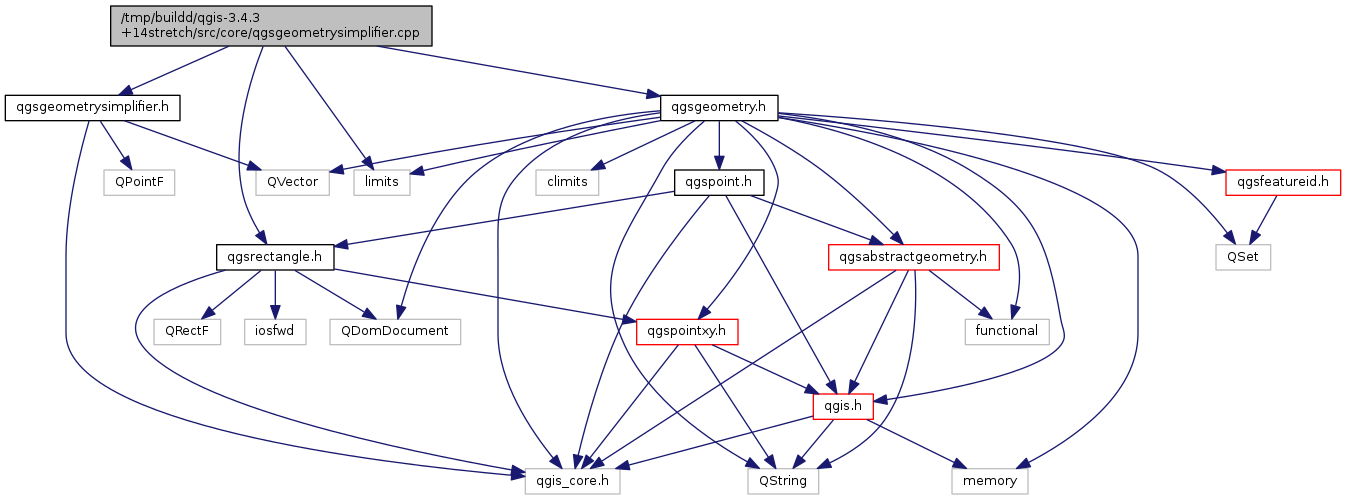 /tmp/buildd/qgis-3.4.3
+14stretch/src/core/qgsgeometrysimplifier.cpp
qgsgeometrysimplifier.h
qgsgeometry.h
QPointF
QVector
limits
climits
qgspoint.h
qgsfeatureid.h
qgsrectangle.h
qgsabstractgeometry.h
QSet
QRectF
iosfwd
QDomDocument
qgspointxy.h
functional
qgis.h
qgis_core.h
QString
memory